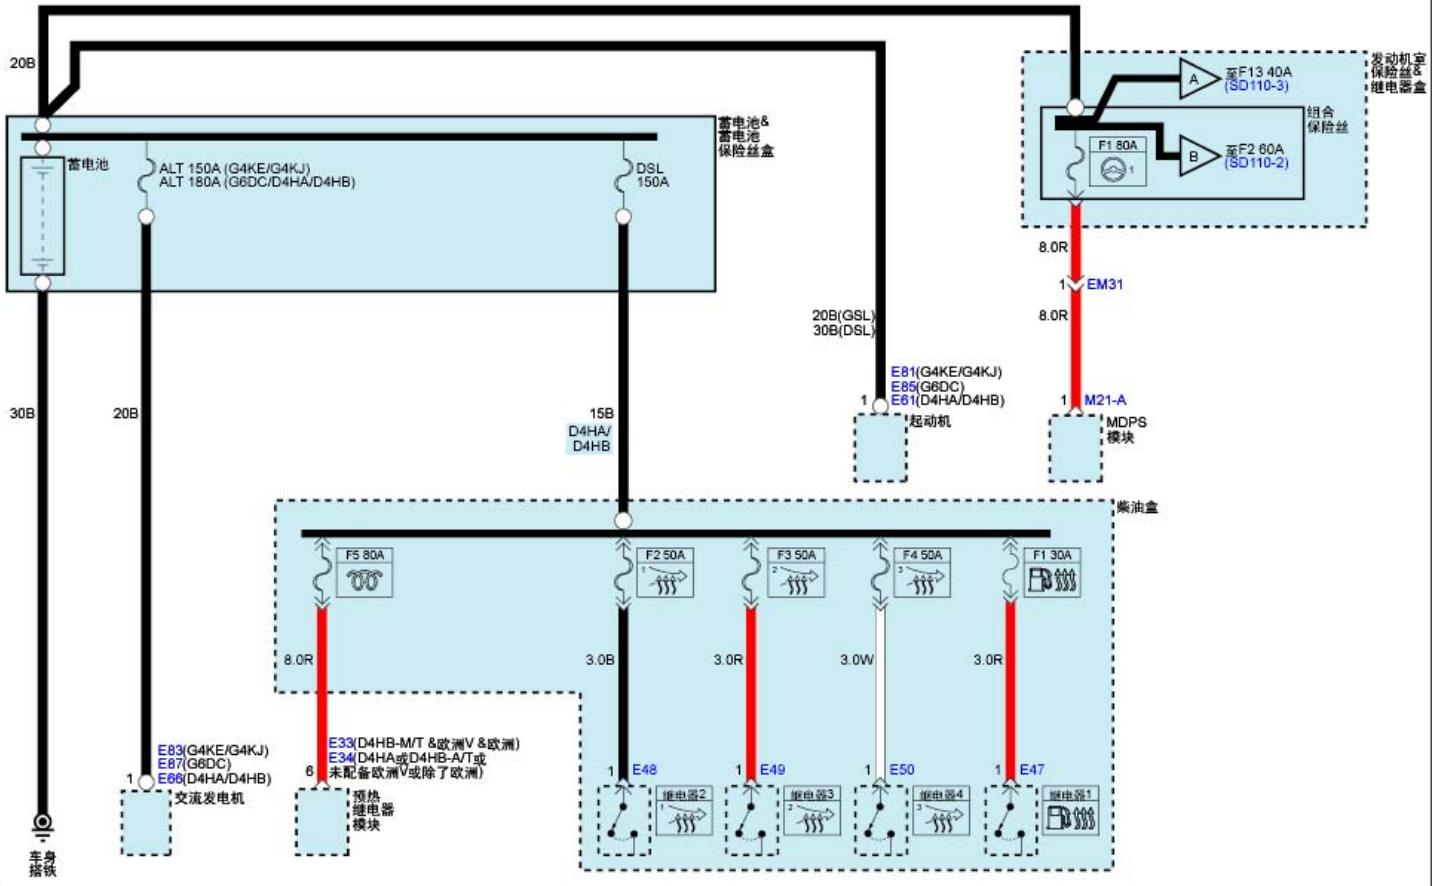 20B
蓄电池&
蓄电池
保险丝盒
蓄电池
ALT 150A (G4KE/G4KJ)
ALT 180A (G6DC/D4HA/D4HB)
DSL
150A
发动机室
保险丝&
继电器盒
A
至F13 40A
(SD110-3)
组合
保险丝
F1 80A
1
B
至F2 60A
(SD110-2)
8.0R
1
EM31
8.0R
20B(GSL)
30B(DSL)
E81(G4KE/G4KJ)
E85(G6DC)
1
E61(D4HA/D4HB)
起动机
1
M21-A
MDPS
模块
30B
20B
15B
D4HA/
D4HB
柴油盒
F5 80A
F2 50A
1
F3 50A
2
F4 50A
3
F1 30A
8.0R
3.0B
3.0R
3.0W
3.0R
E83(G4KE/G4KJ)
E87(G6DC)
1
E66(D4HA/D4HB)
交流发电机
E33(D4HB-M/T &欧洲V &欧洲)
E34(D4HA或D4HB-A/T或
6
未配备欧洲V或除了欧洲)
预热
继电器
模块
1
E48
继电器2
1
1
E49
继电器3
2
1
E50
继电器4
3
1
E47
继电器1
车身
搭铁